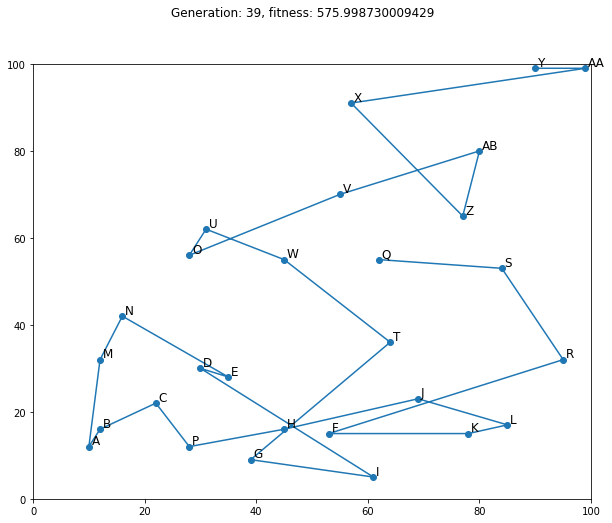 Generation: 39, fitness: 575.998730009429
100
Y
AA
X
AB
80
V
Z
U
O
W
Q
S
60
N
T
40
M
D
E
R
C
J
B
H
F
K
L
20
A
P
G
I
0
0
20
40
60
80
100